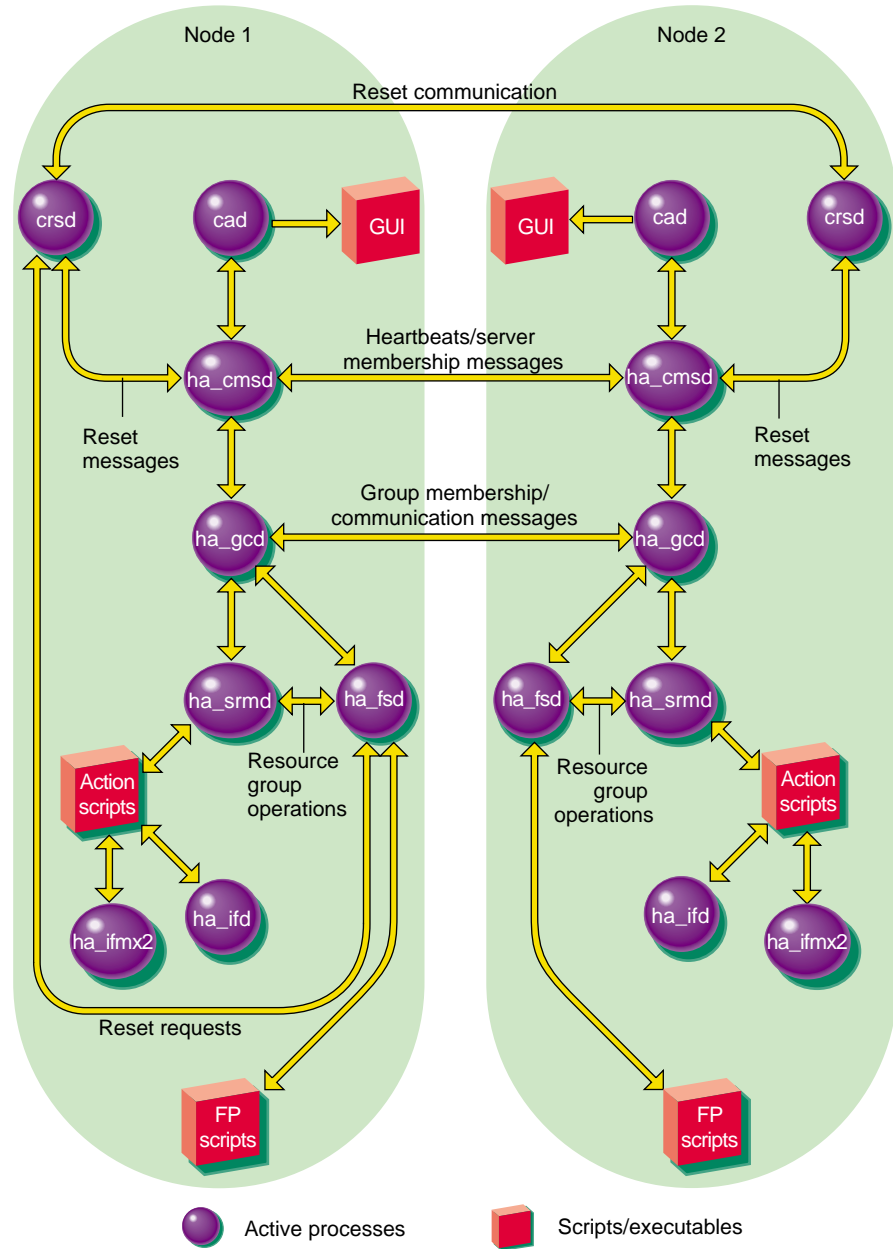 Node 1
Node 2
Reset communication
crsd
cad
GUI
GUI
cad
crsd
Heartbeats/server
membership messages
ha_cmsd
ha_cmsd
Reset
messages
Reset
messages
Group membership/
communication messages
ha_gcd
ha_gcd
ha_srmd
ha_fsd
ha_fsd
ha_srmd
Resource
group
operations
Resource
group
operations
Action
scripts
Action
scripts
ha_ifmx2
ha_ifd
ha_ifd
ha_ifmx2
Reset requests
FP
scripts
FP
scripts
Active processes
Scripts/executables